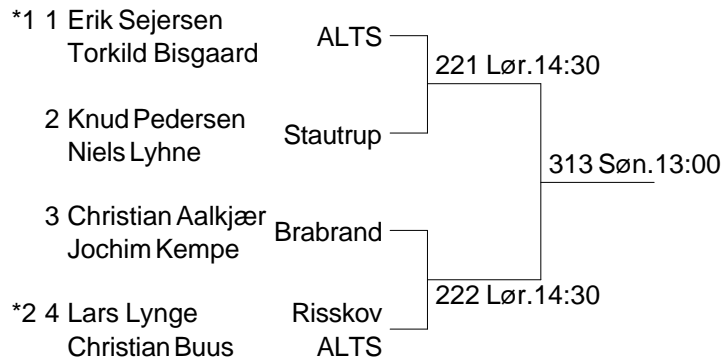 *1 1 Erik Sejersen ALTS
Torkild Bisgaard
221 Lør.14:30
2 Knud Pedersen Stautrup
Niels Lyhne
313 Søn.13:00
3 Christian Aalkjær Brabrand
Jochim Kempe
222 Lør.14:30
*2 4 Lars Lynge Risskov
Christian Buus ALTS